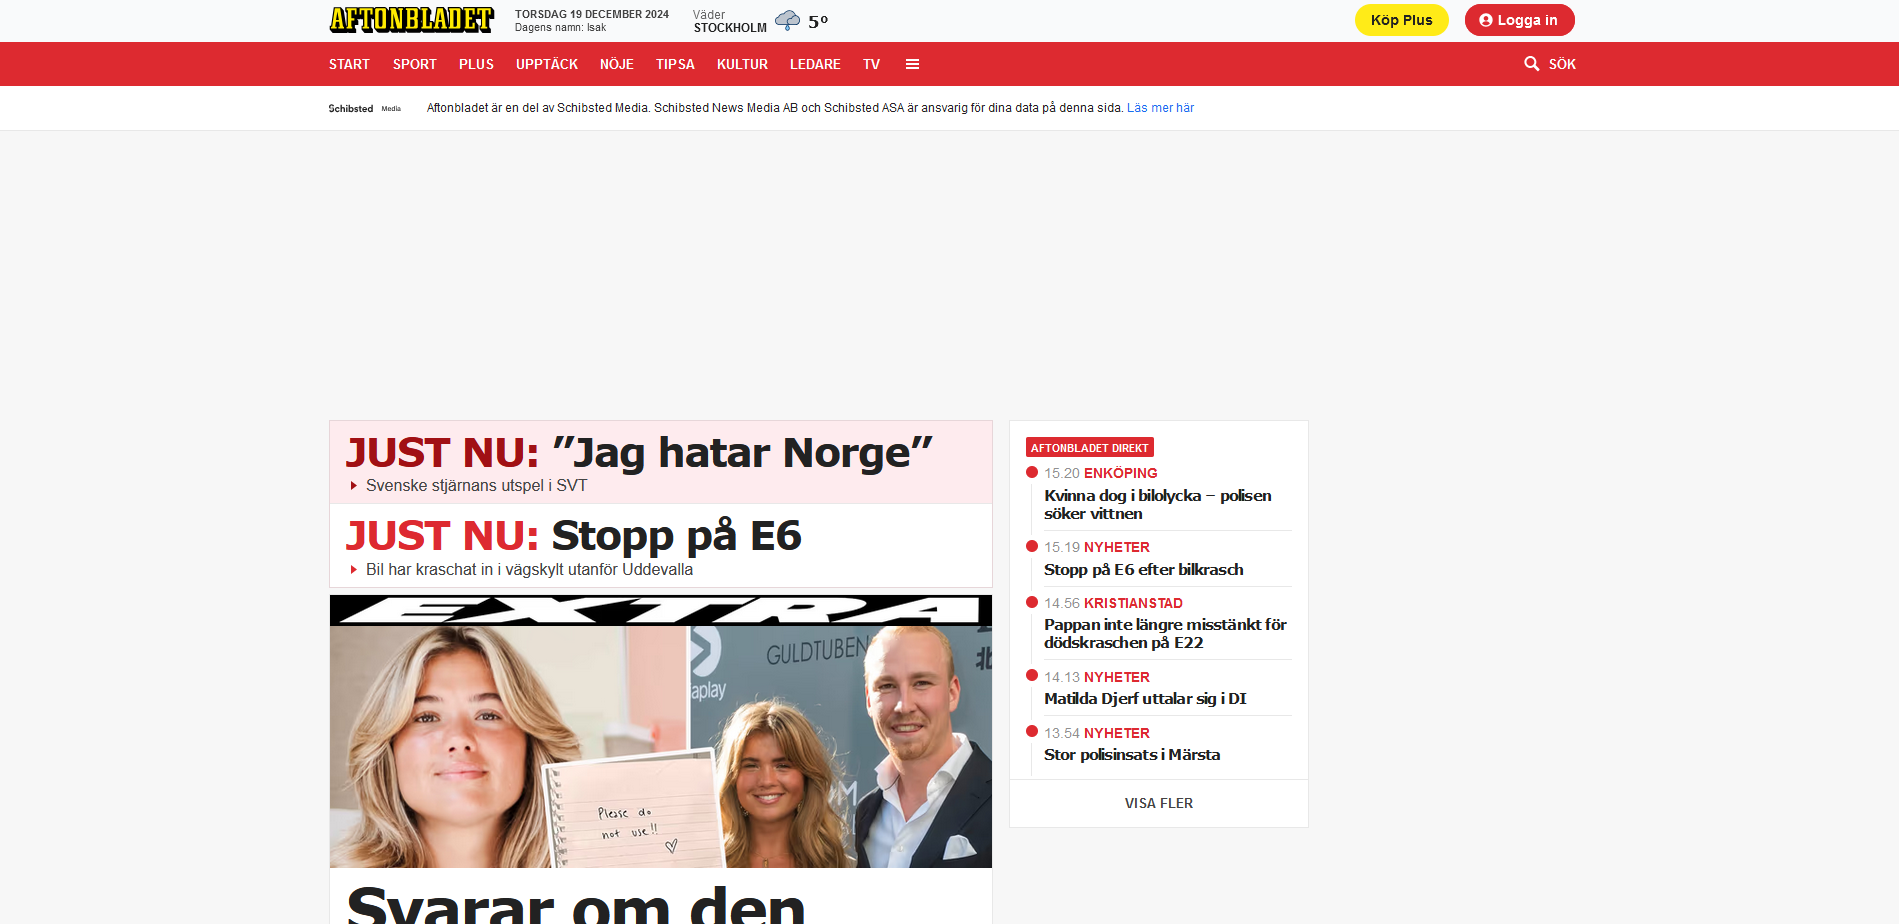 AFTONBLADET
TORSDAG 19 DECEMBER 2024
Dagens namn: Isak
Väder
STOCKHOLM
5°
Köp Plus
Logga in
START SPORT PLUS UPPTÄCK NÖJE TIPSA KULTUR LEDARE TV
SÖK
Schibsted Media
Aftonbladet är en del av Schibsted Media. Schibsted News Media AB och Schibsted ASA är ansvarig för dina data på denna sida. Läs mer här
JUST NU: ”Jag hatar Norge”
Svenske stjärnans utspel i SVT
JUST NU: Stopp på E6
Bil har kraschat in i vägskylt utanför Uddevalla
EXTRA
GULDTUBEN
aplay
Please do
not use!!
Svarar om den
AFTONBLADET DIREKT
15.20 ENKÖPING
Kvinna dog i bilolycka – polisen
söker vittnen
15.19 NYHETER
Stopp på E6 efter bilkrasch
14.56 KRISTIANSTAD
Pappan inte längre misstänkt för
dödskraschen på E22
14.13 NYHETER
Matilda Djerf uttalar sig i DI
13.54 NYHETER
Stor polisinsats i Märsta
VISA FLER